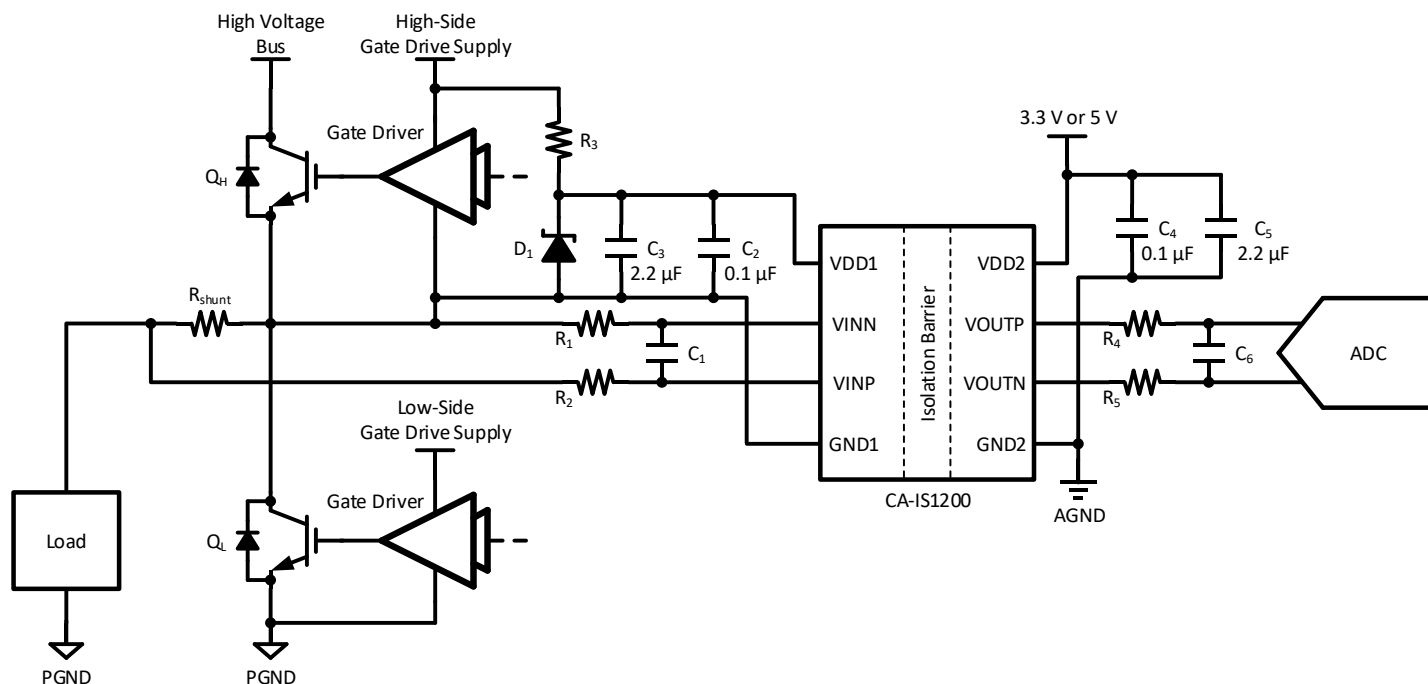 High Voltage
Bus
High-Side
Gate Drive Supply
3.3 V or 5 V
Gate Driver
R3
QH
D1
C3
2.2 µF
C2
0.1 µF
C4
0.1 µF
C5
2.2 µF
VDD1
VDD2
Rshunt
R1
C1
R2
VINN
VINP
GND1
Isolation Barrier
VOUTP
VOUTN
GND2
R4
C6
R5
ADC
CA-IS1200
AGND
Low-Side
Gate Drive Supply
Gate Driver
QL
Load
PGND
PGND